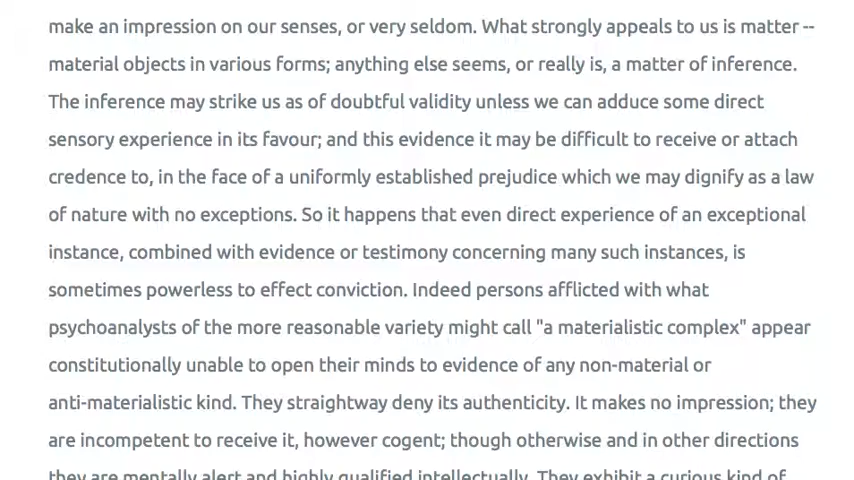 make an impression on our senses, or very seldom. What strongly appeals to us is matter --
material objects in various forms; anything else seems, or really is, a matter of inference.
The inference may strike us as of doubtful validity unless we can adduce some direct
sensory experience in its favour; and this evidence it may be difficult to receive or attach
credence to, in the face of a uniformly established prejudice which we may dignify as a law
of nature with no exceptions. So it happens that even direct experience of an exceptional
instance, combined with evidence or testimony concerning many such instances, is
sometimes powerless to effect conviction. Indeed persons afflicted with what
psychoanalysts of the more reasonable variety might call "a materialistic complex" appear
constitutionally unable to open their minds to evidence of any non-material or
anti-materialistic kind. They straightway deny its authenticity. It makes no impression; they
are incompetent to receive it, however cogent; though otherwise and in other directions
they are mentally alert and highly qualified intellectually. They exhibit a curious kind of